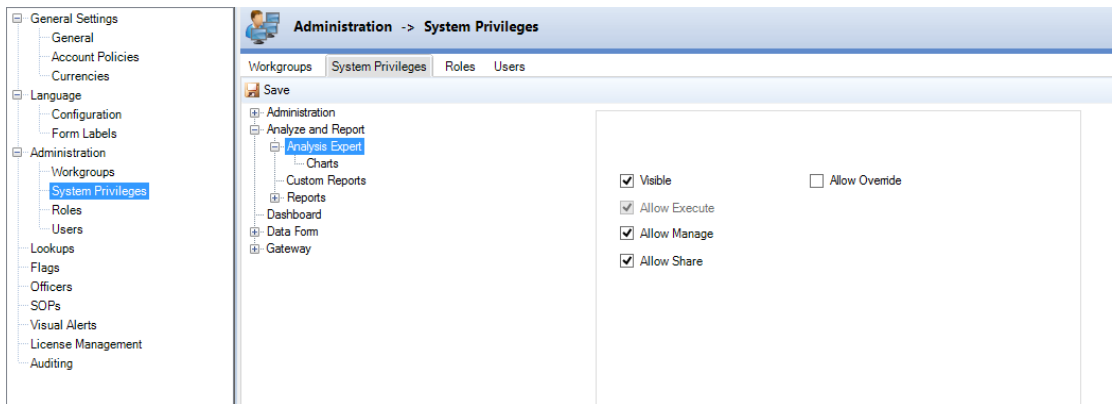 General Settings
General
Account Policies
Currencies
Language
Configuration
Form Labels
Administration
Workgroups
System Privileges
Roles
Users
Lookups
Flags
Officers
SOPs
Visual Alerts
License Management
Auditing
Administration -> System Privileges
Workgroups System Privileges Roles Users
Save
Administration
Analyze and Report
Analysis Expert
Charts
Custom Reports
Reports
Dashboard
Data Form
Gateway
Visible Allow Override
Allow Execute
Allow Manage
Allow Share